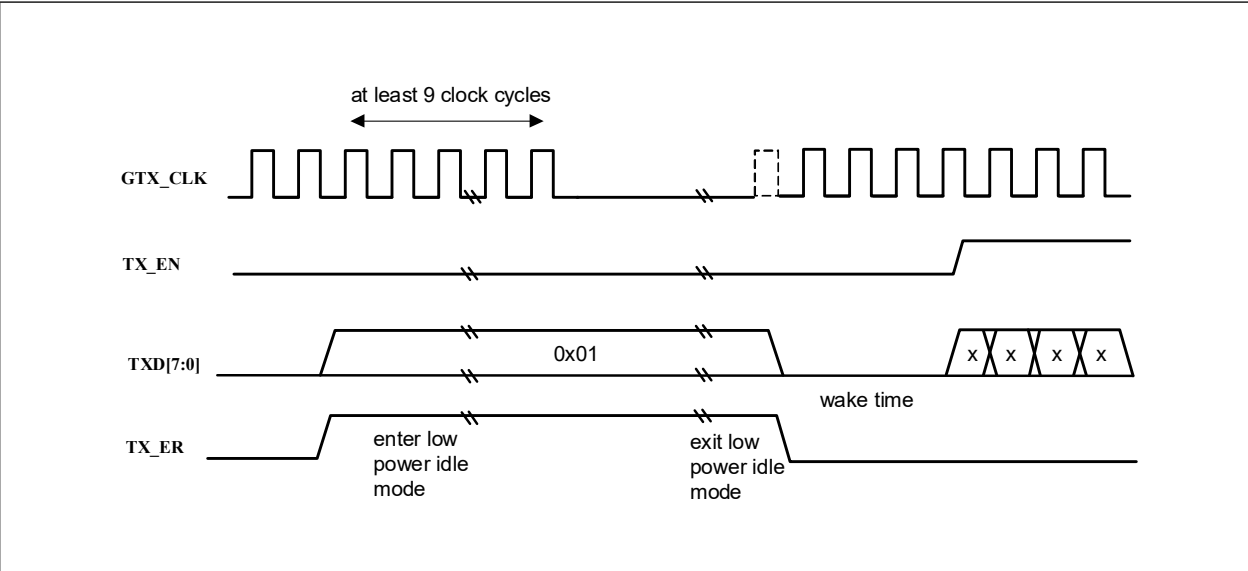 at least 9 clock cycles
GTX_CLK
TX_EN
TXD[7:0]
0x01
x x x x
wake time
TX_ER
enter low
power idle
mode
exit low
power idle
mode